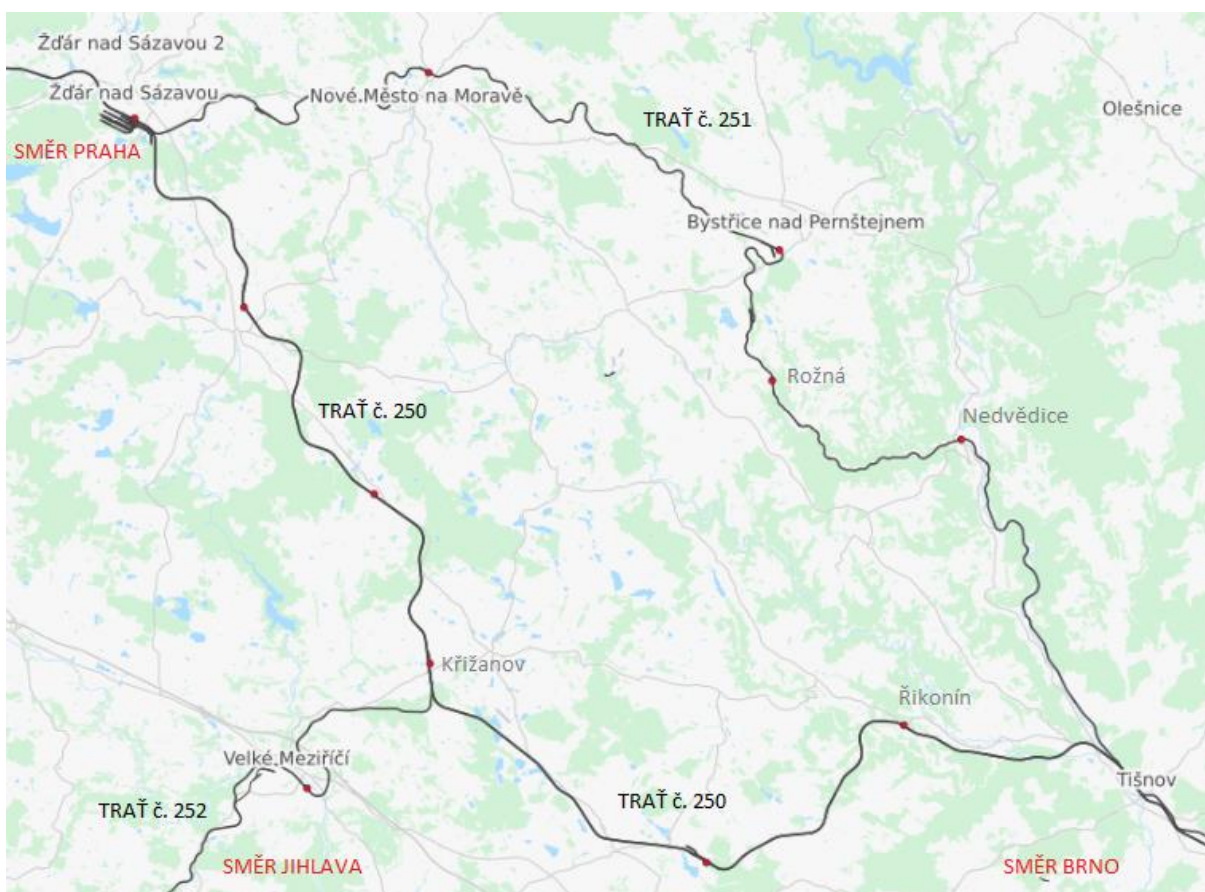 Žďár nad Sázavou 2
Žďár nad Sázavou
Nové Město na Moravě
TRAŤ č. 251
Olešnice
SMĚR PRAHA
Bystřice nad Pernštejnem
Rožná
TRAŤ č. 250
Nedvědice
Křižanov
Řikonín
Velké Meziříčí
Tišnov
TRAŤ č. 252
TRAŤ č. 250
SMĚR JIHLAVA
SMĚR BRNO